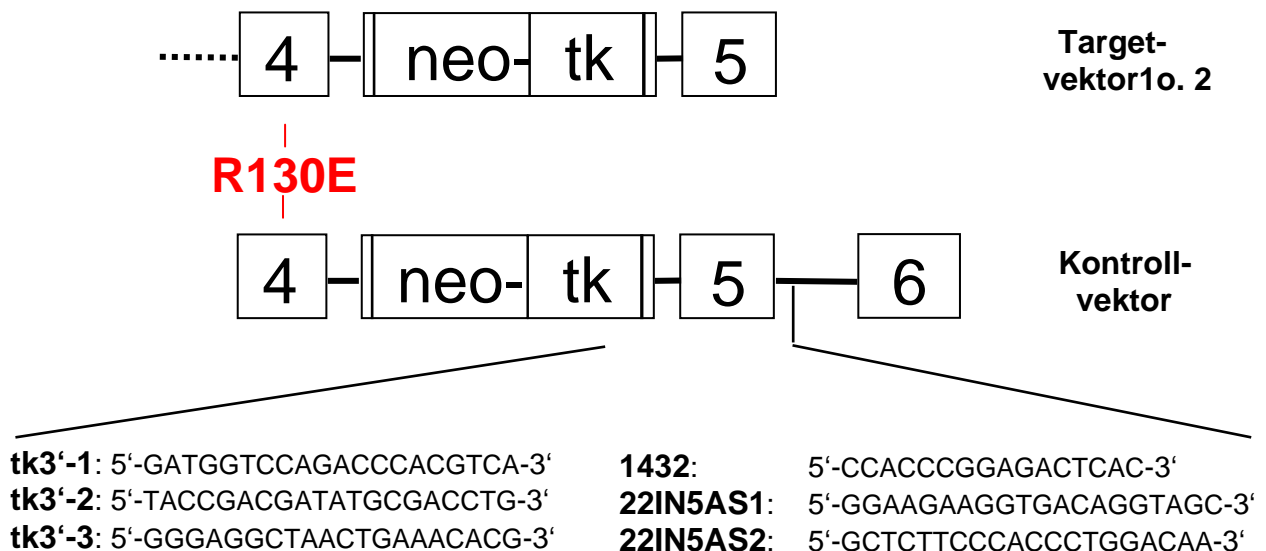 4 neo- tk 5
Target-
vektor1o. 2
R130E
4 neo- tk 5 6
Kontroll-
vektor
tk3‘-1: 5‘-GATGGTCCAGACCCACGTCA-3‘
1432: 5‘-CCACCCGGAGACTCAC-3‘
tk3‘-2: 5‘-TACCGACGATATGCGACCTG-3‘
22IN5AS1: 5‘-GGAAGAAGGTGACAGGTAGC-3‘
tk3‘-3: 5‘-GGGAGGCTAACTGAAACACG-3‘
22IN5AS2: 5‘-GCTCTTCCCACCCTGGACAA-3‘